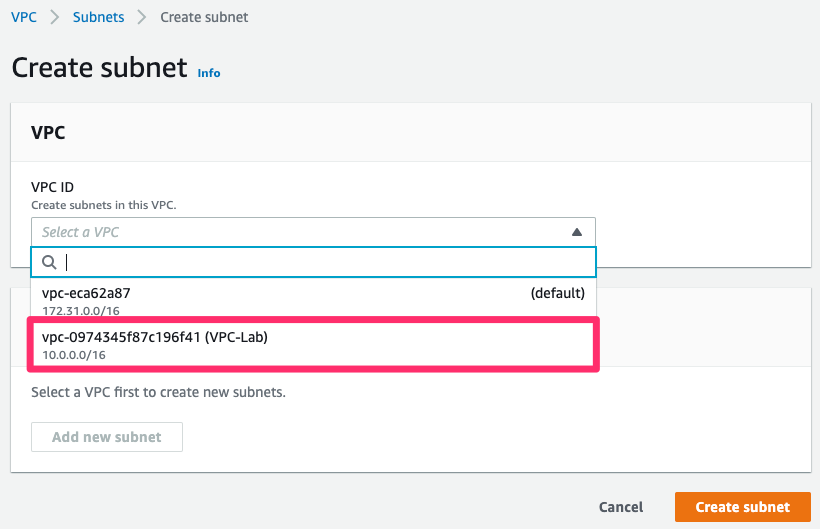 VPC > Subnets > Create subnet
Create subnet Info
VPC
VPC ID
Create subnets in this VPC.
Select a VPC
vpc-eca62a87 (default)
172.31.0.0/16
vpc-0974345f87c196f41 (VPC-Lab)
10.0.0.0/16
Select a VPC first to create new subnets.
Add new subnet
Cancel Create subnet